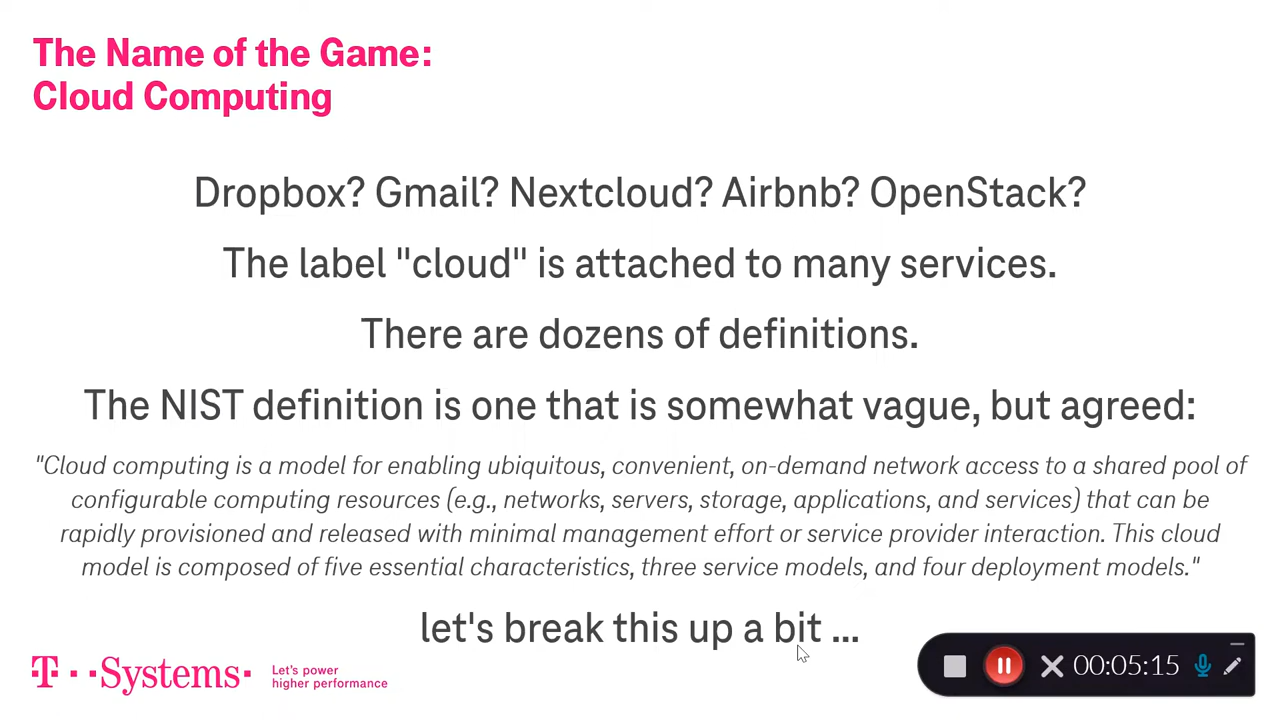 The Name of the Game:
Cloud Computing
Dropbox? Gmail? Nextcloud? Airbnb? OpenStack?
The label "cloud" is attached to many services.
There are dozens of definitions.
The NIST definition is one that is somewhat vague, but agreed:
"Cloud computing is a model for enabling ubiquitous, convenient, on-demand network access to a shared pool of
configurable computing resources (e.g., networks, servers, storage, applications, and services) that can be
rapidly provisioned and released with minimal management effort or service provider interaction. This cloud
model is composed of five essential characteristics, three service models, and four deployment models."
let's break this up a bit ...
T··Systems·
Let's power
higher performance
00:05:15